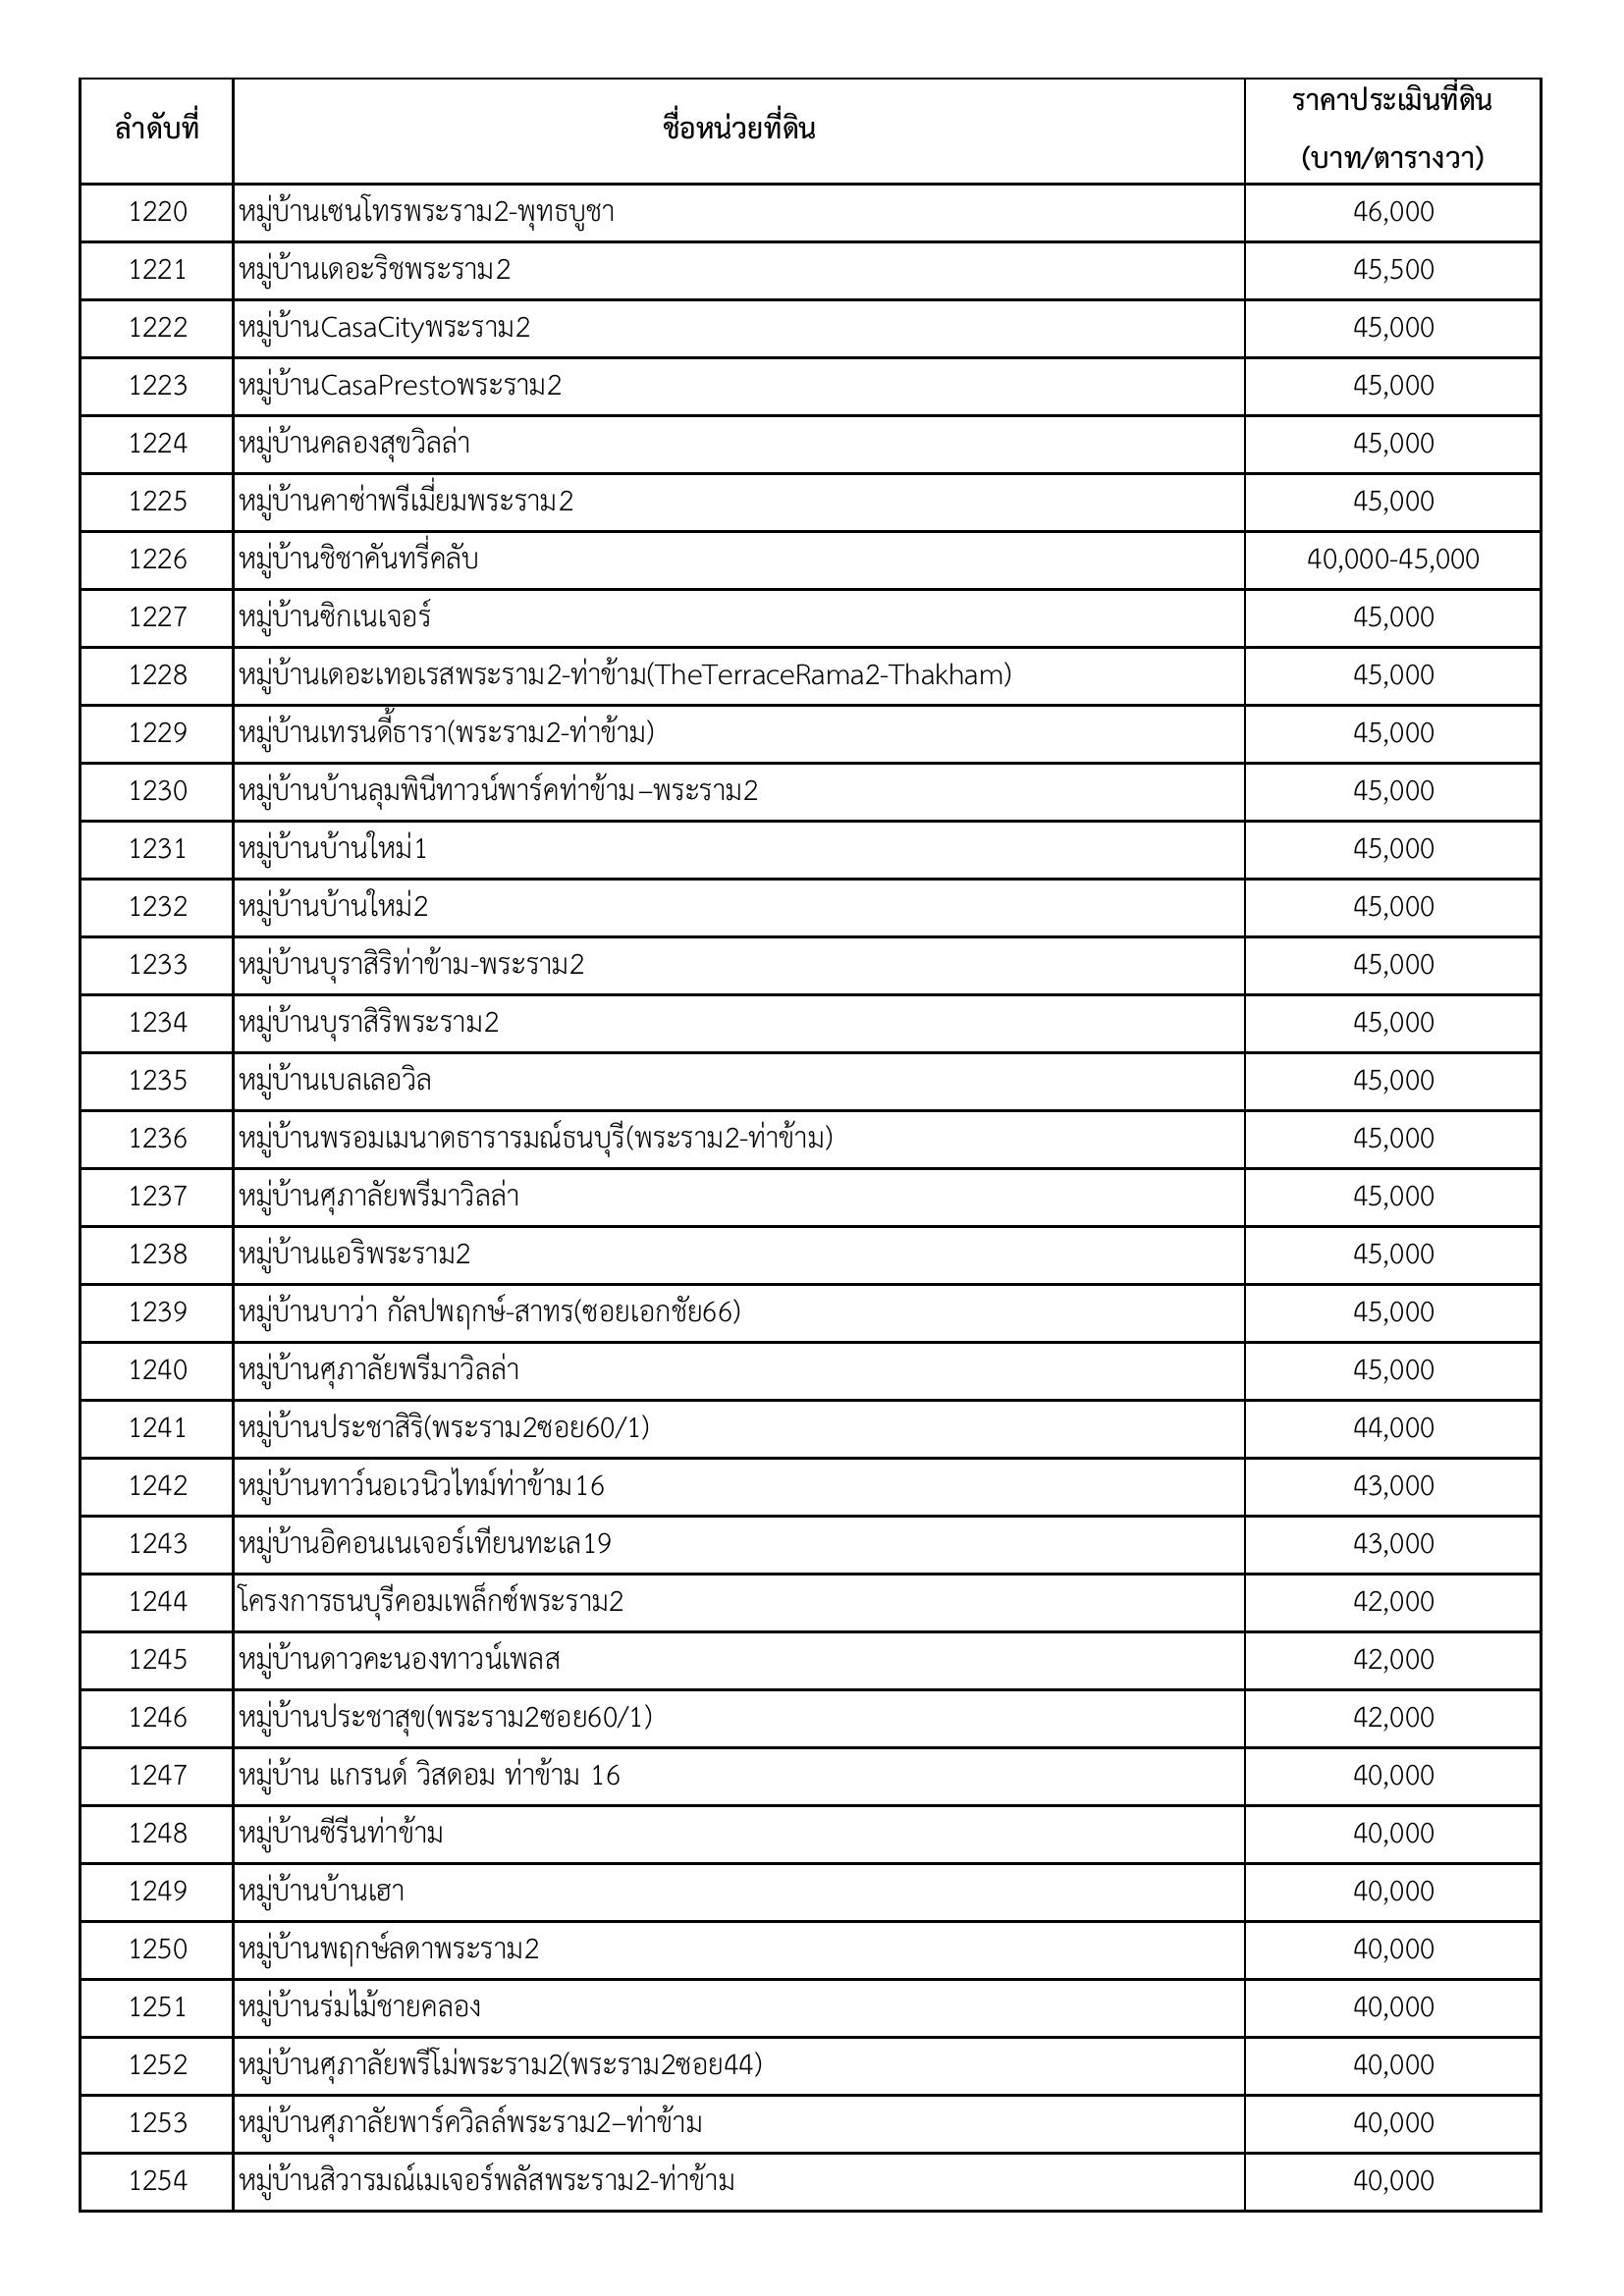 ลำดับที่ ชื่อหน่วยที่ดิน ราคาประเมินที่ดิน
(บาท/ตารางวา)
1220 หมู่บ้านเซนโทรพระราม2-พุทธบูชา 46,000
1221 หมู่บ้านเดอะริชพระราม2 45,500
1222 หมู่บ้านCasaCityพระราม2 45,000
1223 หมู่บ้านCasaPrestoพระราม2 45,000
1224 หมู่บ้านคลองสุขวิลล่า 45,000
1225 หมู่บ้านคาซ่าพรีเมี่ยมพระราม2 45,000
1226 หมู่บ้านชิชาคันทรี่คลับ 40,000-45,000
1227 หมู่บ้านซิกเนเจอร์ 45,000
1228 หมู่บ้านเดอะเทอเรสพระราม2-ท่าข้าม(TheTerraceRama2-Thakham) 45,000
1229 หมู่บ้านเทรนดี้ธารา(พระราม2-ท่าข้าม) 45,000
1230 หมู่บ้านบ้านลุมพินีทาวน์พาร์คท่าข้าม–พระราม2 45,000
1231 หมู่บ้านบ้านใหม่1 45,000
1232 หมู่บ้านบ้านใหม่2 45,000
1233 หมู่บ้านบุราสิริท่าข้าม-พระราม2 45,000
1234 หมู่บ้านบุราสิริพระราม2 45,000
1235 หมู่บ้านเบลเลอวิล 45,000
1236 หมู่บ้านพรอมเมนาดธารารมณ์ธนบุรี(พระราม2-ท่าข้าม) 45,000
1237 หมู่บ้านศุภาลัยพรีมาวิลล่า 45,000
1238 หมู่บ้านแอริพระราม2 45,000
1239 หมู่บ้านบาว่า กัลปพฤกษ์-สาทร(ซอยเอกชัย66) 45,000
1240 หมู่บ้านศุภาลัยพรีมาวิลล่า 45,000
1241 หมู่บ้านประชาสิริ(พระราม2ซอย60/1) 44,000
1242 หมู่บ้านทาว์นอเวนิวไทม์ท่าข้าม16 43,000
1243 หมู่บ้านอิคอนเนเจอร์เทียนทะเล19 43,000
1244 โครงการธนบุรีคอมเพล็กซ์พระราม2 42,000
1245 หมู่บ้านดาวคะนองทาวน์เพลส 42,000
1246 หมู่บ้านประชาสุข(พระราม2ซอย60/1) 42,000
1247 หมู่บ้าน แกรนด์ วิสดอม ท่าข้าม 16 40,000
1248 หมู่บ้านซีรีนท่าข้าม 40,000
1249 หมู่บ้านบ้านเฮา 40,000
1250 หมู่บ้านพฤกษ์ลดาพระราม2 40,000
1251 หมู่บ้านร่มไม้ชายคลอง 40,000
1252 หมู่บ้านศุภาลัยพรีโม่พระราม2(พระราม2ซอย44) 40,000
1253 หมู่บ้านศุภาลัยพาร์ควิลล์พระราม2–ท่าข้าม 40,000
1254 หมู่บ้านสิวารมณ์เมเจอร์พลัสพระราม2-ท่าข้าม 40,000